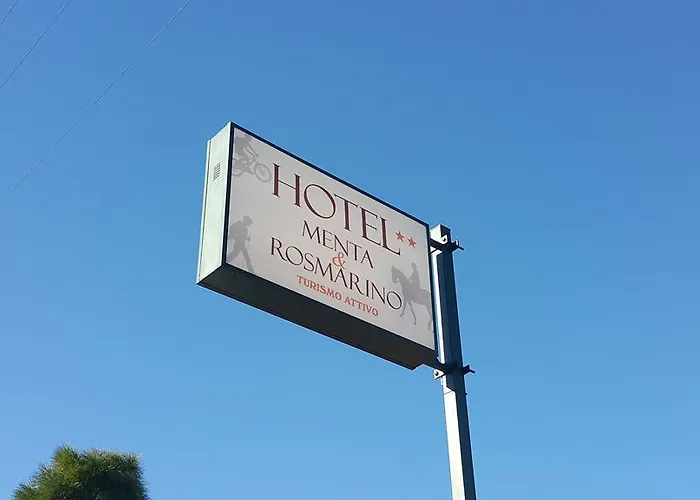 HOTEL ★★
MENTA
&
ROSMARINO
TURISMO ATTIVO